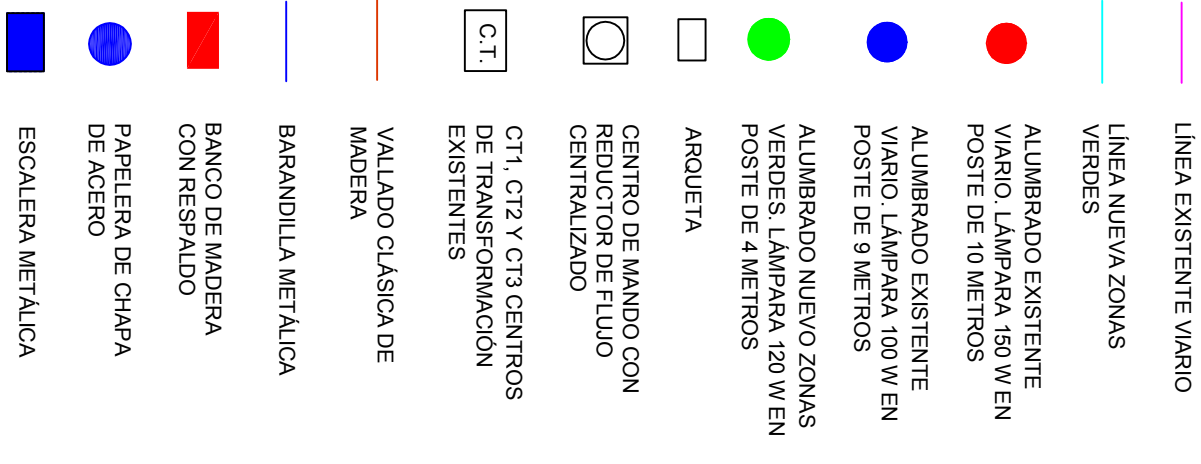 LÍNEA EXISTENTE VIARIO
LÍNEA NUEVA ZONAS
VERDES
ALUMBRADO EXISTENTE
VIARIO. LÁMPARA 150 W EN
POSTE DE 10 METROS
ALUMBRADO EXISTENTE
VIARIO. LÁMPARA 100 W EN
POSTE DE 9 METROS
ALUMBRADO NUEVO ZONAS
VERDES. LÁMPARA 120 W EN
POSTE DE 4 METROS
ARQUETA
CENTRO DE MANDO CON
REDUCTOR DE FLUJO
CENTRALIZADO
C.T.
CT1, CT2 Y CT3 CENTROS
DE TRANSFORMACIÓN
EXISTENTES
VALLADO CLÁSICA DE
MADERA
BARANDILLA METÁLICA
BANCO DE MADERA
CON RESPALDO
PAPELERA DE CHAPA
DE ACERO
ESCALERA METÁLICA